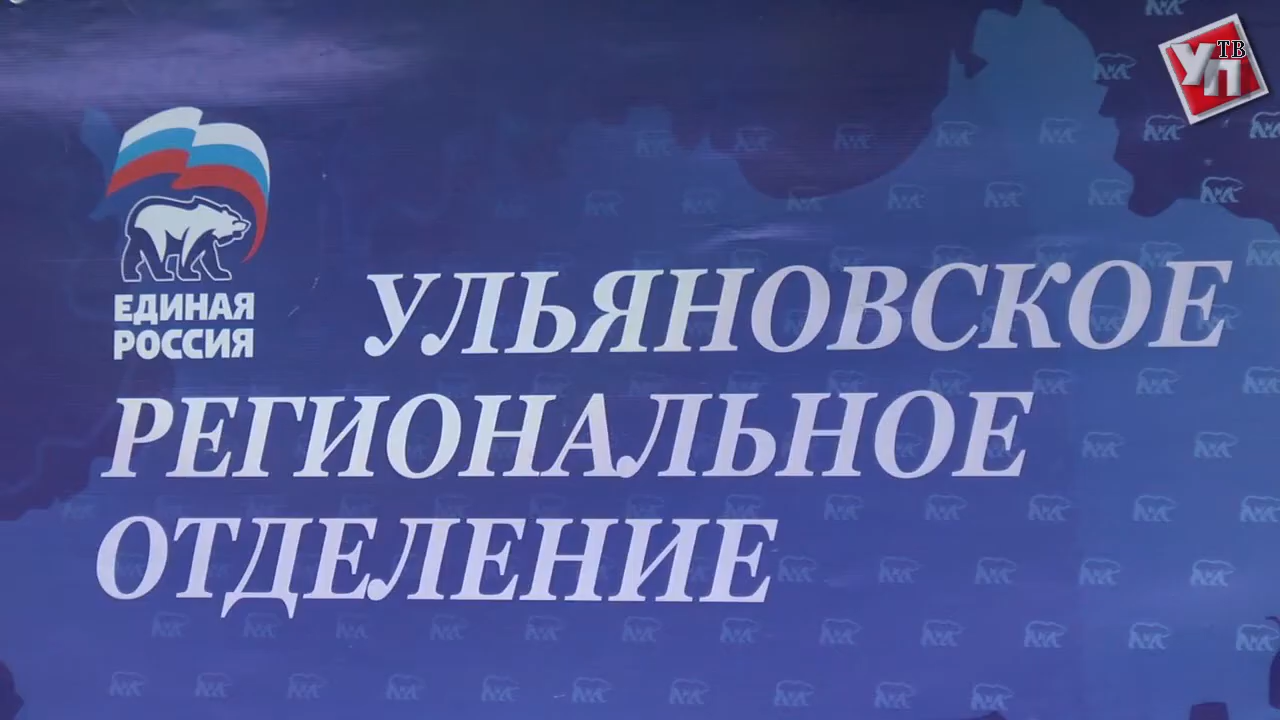 УП ТВ
ЕДИНАЯ
РОССИЯ
УЛЬЯНОВСКОЕ
РЕГИОНАЛЬНОЕ
ОТДЕЛЕНИЕ